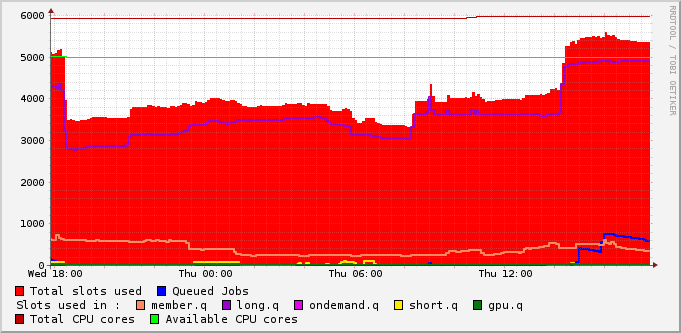 6000
5000
4000
3000
2000
1000
0
Wed 18:00 Thu 00:00 Thu 06:00 Thu 12:00
Total slots used Queued Jobs
Slots used in : member.q long.q ondemand.q short.q gpu.q
Total CPU cores Available CPU cores
RRDTOOL / TOBI OETIKER